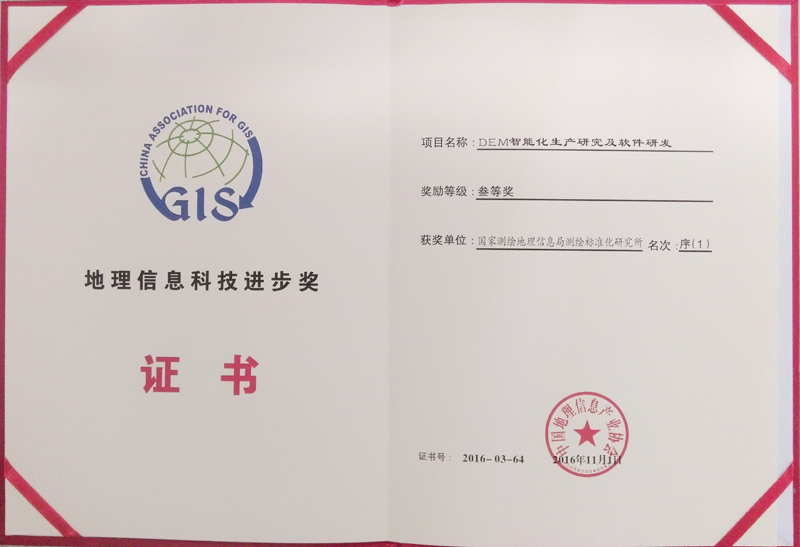 CHINA ASSOCIATION FOR GIS
GIS
地理信息科技进步奖
证 书
项目名称：DEM智能化生产研究及软件研发
奖励等级：叁等奖
获奖单位：国家测绘地理信息局测绘标准化研究所 名次：序(1)
中国地理信息产业协会
证书号： 2016-03-64 2016年11月1日